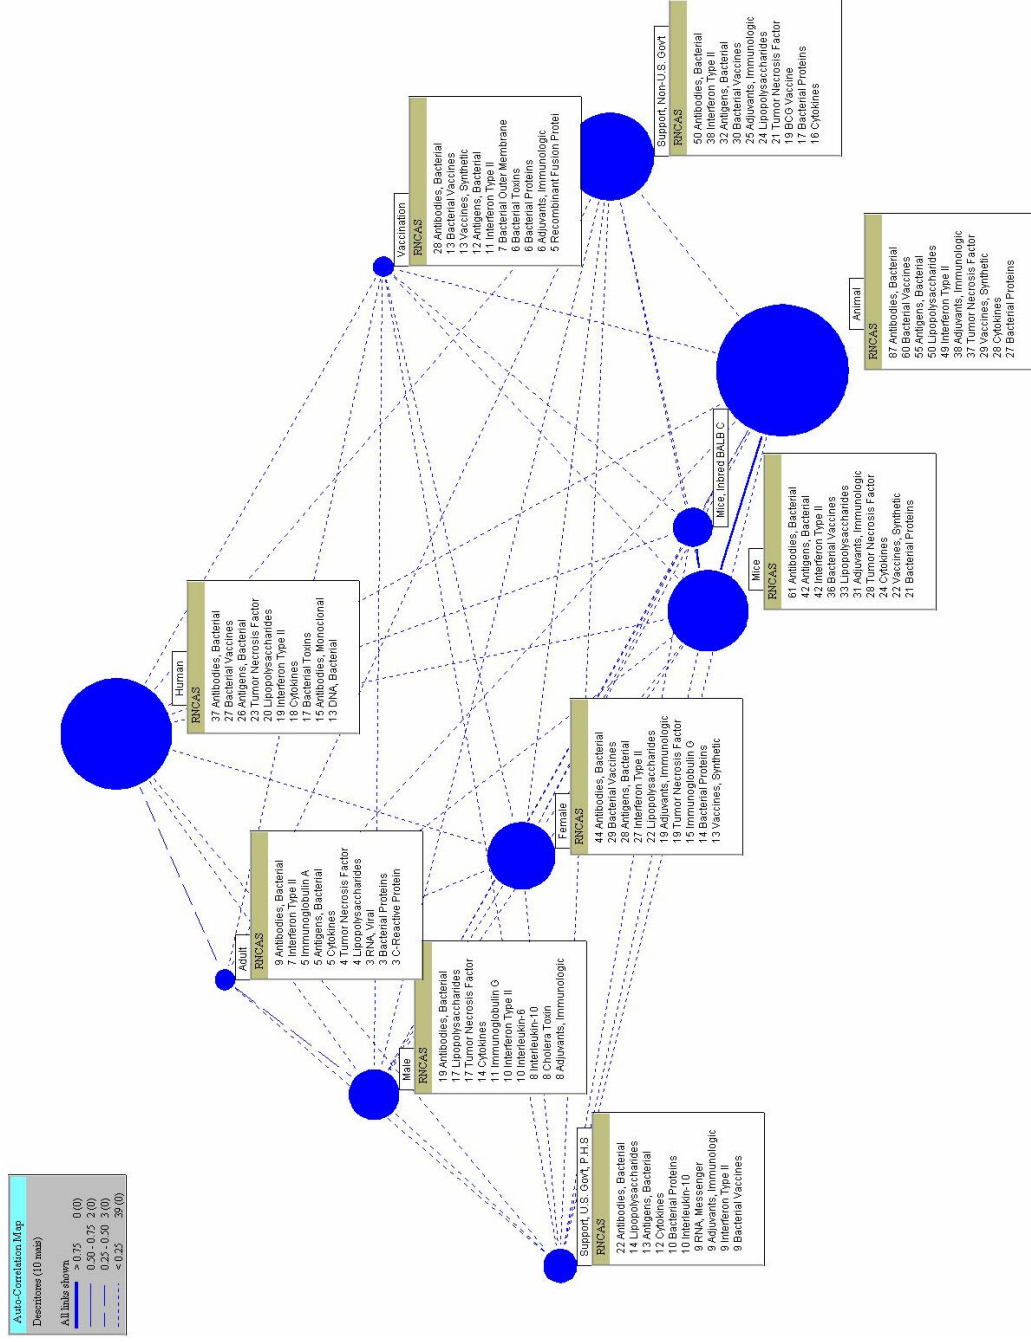 Auto-Correlation Map
Descritores (10 mais)
All links shown
> 0.75 0 (0)
0.50 - 0.75 2 (0)
0.25 - 0.50 3 (0)
< 0.25 39 (0)
Support, U.S. Gov't, P.H.S
RNCAS
22 Antibodies, Bacterial
14 Lipopolysaccharides
13 Antigens, Bacterial
12 Cytokines
10 Bacterial Proteins
10 Interleukin-10
9 RNA, Messenger
9 Adjuvants, Immunologic
9 Interferon Type II
9 Bacterial Vaccines
Male
RNCAS
19 Antibodies, Bacterial
17 Lipopolysaccharides
17 Tumor Necrosis Factor
14 Cytokines
11 Immunoglobulin G
10 Interferon Type II
10 Interleukin-6
8 Interleukin-10
8 Cholera Toxin
8 Adjuvants, Immunologic
Adult
RNCAS
9 Antibodies, Bacterial
7 Interferon Type II
5 Immunoglobulin A
5 Antigens, Bacterial
5 Cytokines
4 Tumor Necrosis Factor
4 Lipopolysaccharides
3 RNA, Viral
3 Bacterial Proteins
3 C-Reactive Protein
Female
RNCAS
44 Antibodies, Bacterial
29 Bacterial Vaccines
28 Antigens, Bacterial
27 Interferon Type II
22 Lipopolysaccharides
19 Adjuvants, Immunologic
19 Tumor Necrosis Factor
15 Immunoglobulin G
14 Bacterial Proteins
13 Vaccines, Synthetic
Human
RNCAS
37 Antibodies, Bacterial
27 Bacterial Vaccines
26 Antigens, Bacterial
23 Tumor Necrosis Factor
20 Lipopolysaccharides
19 Interferon Type II
18 Cytokines
17 Bacterial Toxins
15 Antibodies, Monoclonal
13 DNA, Bacterial
Mice
RNCAS
61 Antibodies, Bacterial
42 Antigens, Bacterial
42 Interferon Type II
36 Bacterial Vaccines
33 Lipopolysaccharides
31 Adjuvants, Immunologic
28 Tumor Necrosis Factor
24 Cytokines
22 Vaccines, Synthetic
21 Bacterial Proteins
Mice, Inbred BALB C
Animal
RNCAS
87 Antibodies, Bacterial
60 Bacterial Vaccines
55 Antigens, Bacterial
50 Lipopolysaccharides
49 Interferon Type II
38 Adjuvants, Immunologic
37 Tumor Necrosis Factor
29 Vaccines, Synthetic
28 Cytokines
27 Bacterial Proteins
Vaccination
RNCAS
28 Antibodies, Bacterial
13 Bacterial Vaccines
13 Vaccines, Synthetic
12 Antigens, Bacterial
11 Interferon Type II
7 Bacterial Outer Membrane
6 Bacterial Toxins
6 Bacterial Proteins
6 Adjuvants, Immunologic
5 Recombinant Fusion Protei
Support, Non-U.S. Gov't
RNCAS
50 Antibodies, Bacterial
38 Interferon Type II
32 Antigens, Bacterial
30 Bacterial Vaccines
25 Adjuvants, Immunologic
24 Lipopolysaccharides
21 Tumor Necrosis Factor
19 BCG Vaccine
17 Bacterial Proteins
16 Cytokines